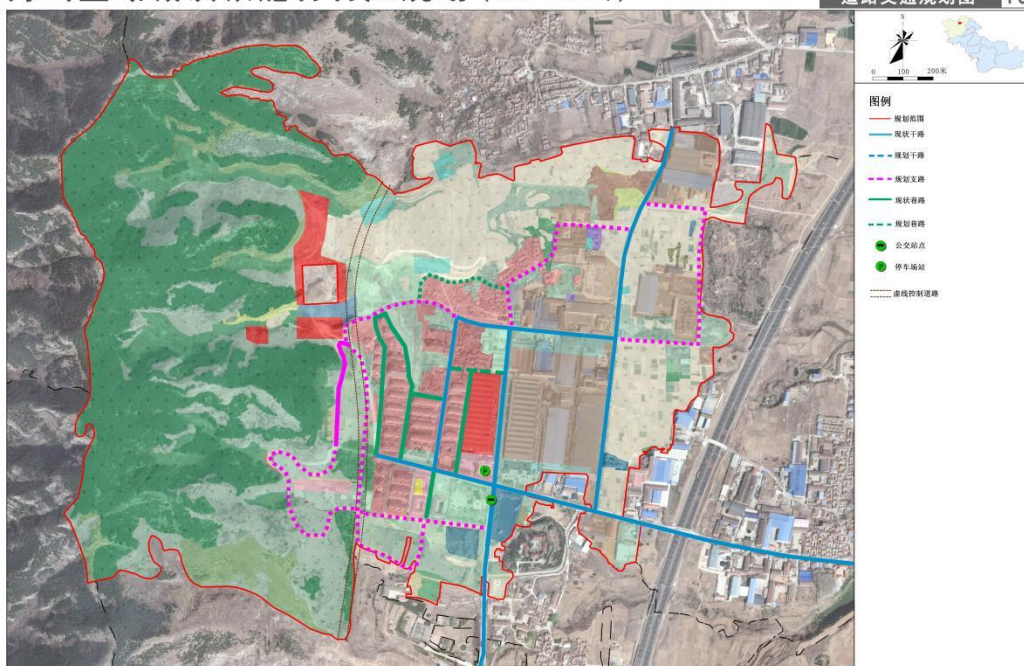 道路交通规划图
N
0 100 200米
图例
规划范围
现状干路
规划干路
规划支路
现状巷路
规划巷路
公交站点
P 停车场站
虚线控制道路
P